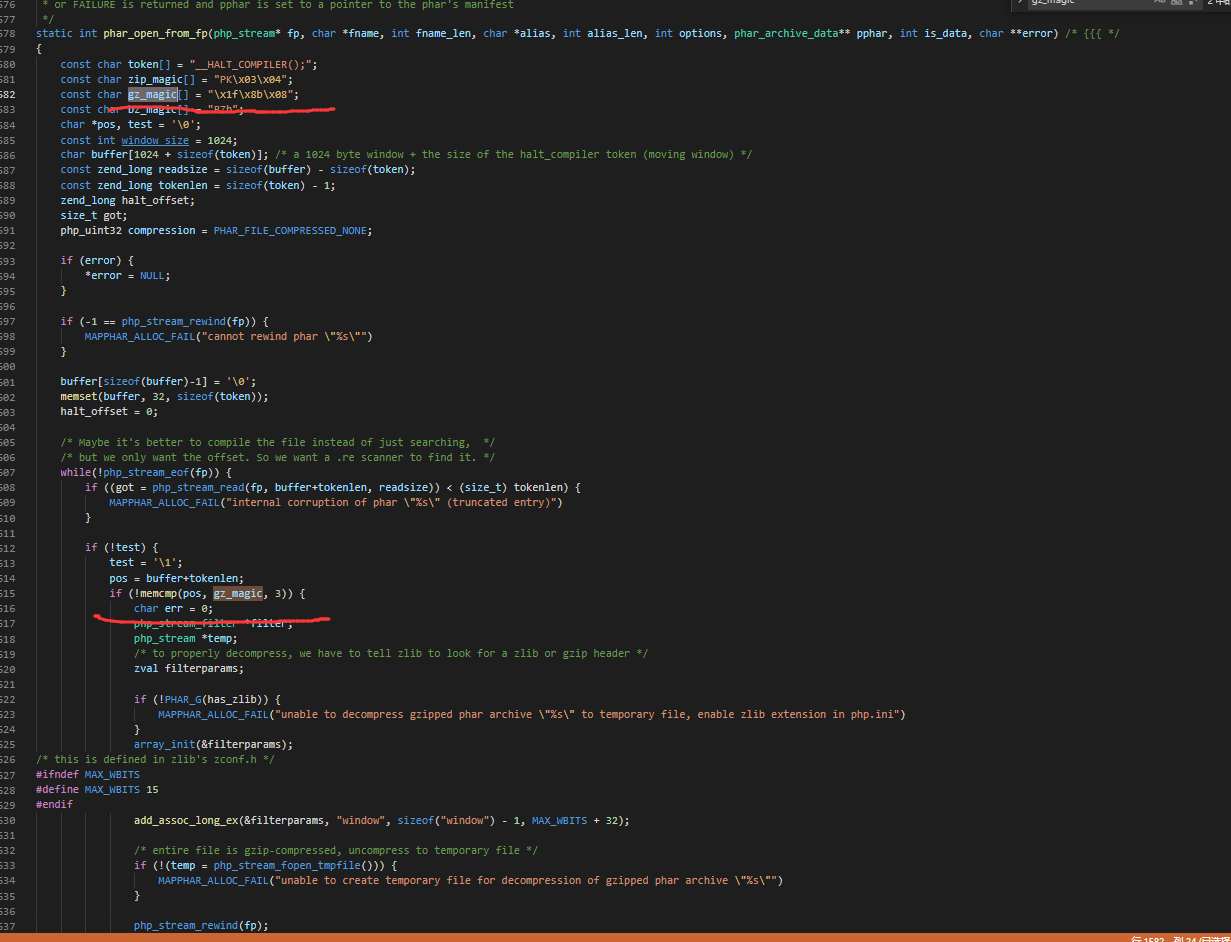 gz_magic
576 * or FAILURE is returned and pphar is set to a pointer to the phar's manifest
577 */
578 static int phar_open_from_fp(php_stream* fp, char *fname, int fname_len, char *alias, int alias_len, int options, phar_archive_data** pphar, int is_data, char **error) /* {{{ */
579 {
580 const char token[] = "__HALT_COMPILER();";
581 const char zip_magic[] = "PK\x03\x04";
582 const char gz_magic[] = "\x1f\x8b\x08";
583 const char bz_magic[] = "BZh";
584 char *pos, test = '\0';
585 const int window_size = 1024;
586 char buffer[1024 + sizeof(token)]; /* a 1024 byte window + the size of the halt_compiler token (moving window) */
587 const zend_long readsize = sizeof(buffer) - sizeof(token);
588 const zend_long tokenlen = sizeof(token) - 1;
589 zend_long halt_offset;
590 size_t got;
591 php_uint32 compression = PHAR_FILE_COMPRESSED_NONE;
592
593 if (error) {
594 *error = NULL;
595 }
596
597 if (-1 == php_stream_rewind(fp)) {
598 MAPPHAR_ALLOC_FAIL("cannot rewind phar \"%s\"")
599 }
600
601 buffer[sizeof(buffer)-1] = '\0';
602 memset(buffer, 32, sizeof(token));
603 halt_offset = 0;
604
605 /* Maybe it's better to compile the file instead of just searching,  */
606 /* but we only want the offset. So we want a .re scanner to find it. */
607 while(!php_stream_eof(fp)) {
608 if ((got = php_stream_read(fp, buffer+tokenlen, readsize)) < (size_t) tokenlen) {
609 MAPPHAR_ALLOC_FAIL("internal corruption of phar \"%s\" (truncated entry)")
610 }
611
612 if (!test) {
613 test = '\1';
614 pos = buffer+tokenlen;
615 if (!memcmp(pos, gz_magic, 3)) {
616 char err = 0;
617 php_stream_filter *filter;
618 php_stream *temp;
619 /* to properly decompress, we have to tell zlib to look for a zlib or gzip header */
620 zval filterparams;
621
622 if (!PHAR_G(has_zlib)) {
623 MAPPHAR_ALLOC_FAIL("unable to decompress gzipped phar archive \"%s\" to temporary file, enable zlib extension in php.ini")
624 }
625 array_init(&filterparams);
626 /* this is defined in zlib's zconf.h */
627 #ifndef MAX_WBITS
628 #define MAX_WBITS 15
629 #endif
630 add_assoc_long_ex(&filterparams, "window", sizeof("window") - 1, MAX_WBITS + 32);
631
632 /* entire file is gzip-compressed, uncompress to temporary file */
633 if (!(temp = php_stream_fopen_tmpfile())) {
634 MAPPHAR_ALLOC_FAIL("unable to create temporary file for decompression of gzipped phar archive \"%s\"")
635 }
636
637 php_stream_rewind(fp);